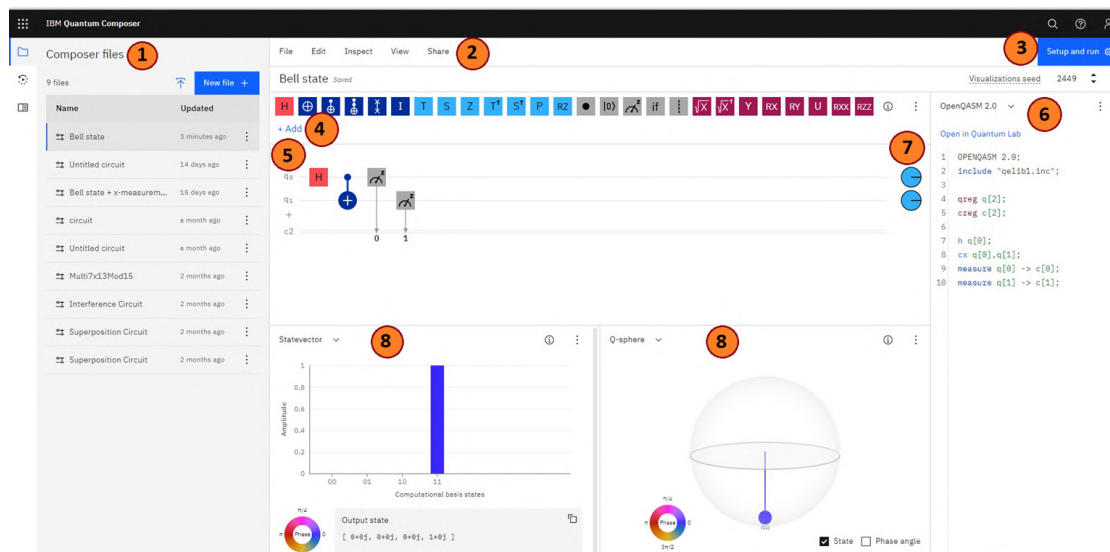 IBM Quantum Composer
Composer files 1
File Edit Inspect View Share 2
3 Setup and run
9 files New file +
Bell state Saved
Visualizations seed 2449
Name Updated
Bell state 3 minutes ago
Untitled circuit 14 days ago
Bell state + x-measurem... 15 days ago
circuit a month ago
Untitled circuit a month ago
Multi7x13Mod15 2 months ago
Interference Circuit 2 months ago
Superposition Circuit 2 months ago
Superposition Circuit 2 months ago
H I T S Z T† S† P RZ |0⟩ z if √X √X† Y RX RY U RXX RZZ
+ Add 4
5
7
q0 H z
q1 + z
+
c2
0 1
OpenQASM 2.0 6
Open in Quantum Lab
1 OPENQASM 2.0;
2 include "qelib1.inc";
3
4 qreg q[2];
5 creg c[2];
6
7 h q[0];
8 cx q[0],q[1];
9 measure q[0] -> c[0];
10 measure q[1] -> c[1];
Statevector 8
1
0.8
0.6
0.4
0.2
0
Amplitude
00 01 10 11
Computational basis states
π/2
π Phase 0
Output state
[ 0+0j, 0+0j, 0+0j, 1+0j ]
Q-sphere 8
|11⟩
π/2
π Phase 0
3π/2
State Phase angle